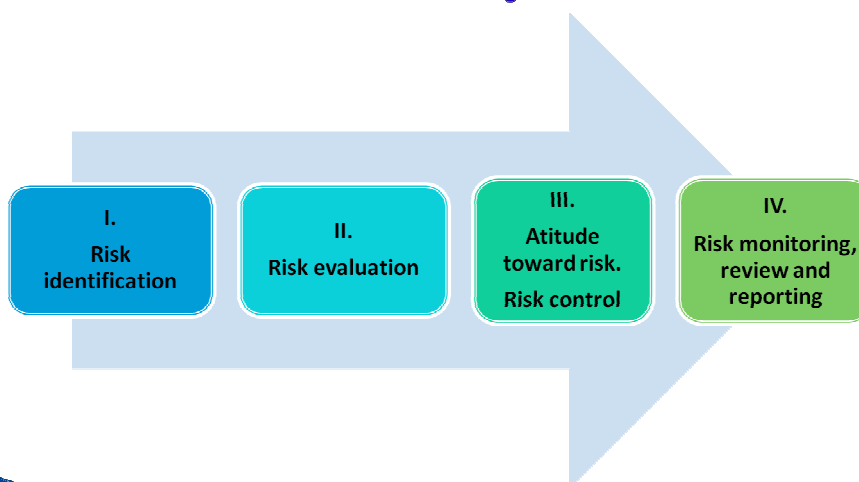 I.
Risk
identification
II.
Risk evaluation
III.
Atitude
toward risk.
Risk control
IV.
Risk monitoring,
review and
reporting